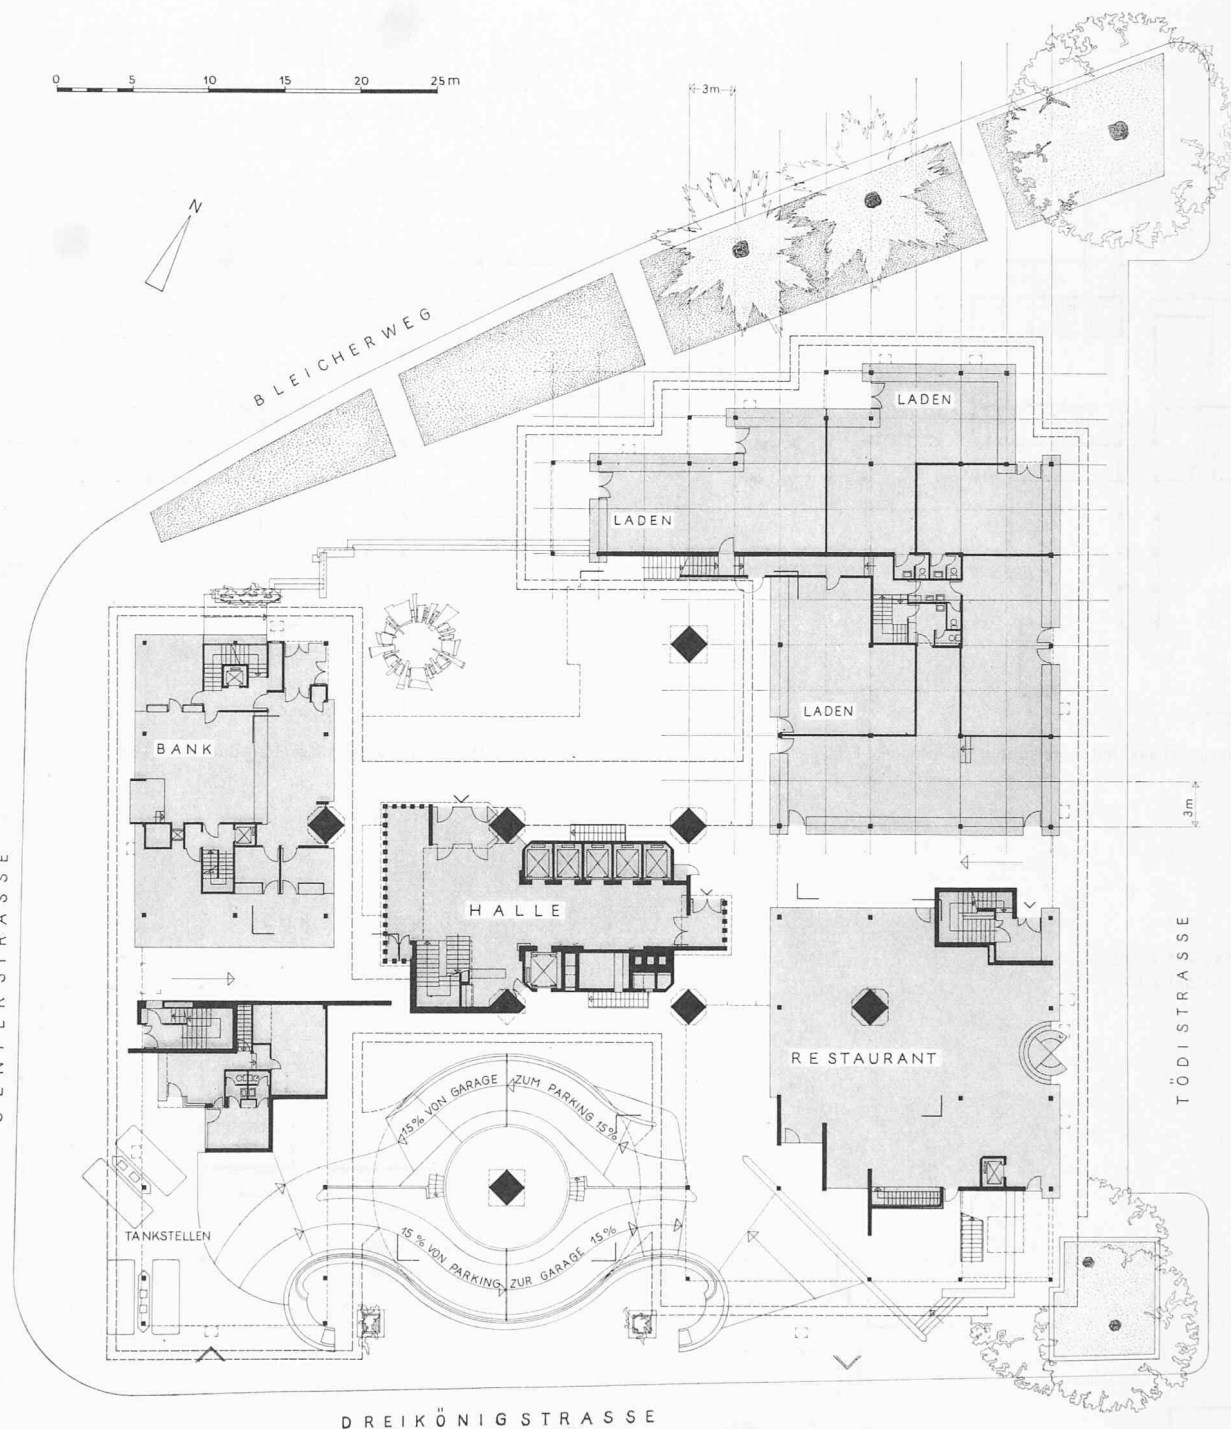 0 5 10 15 20 25 m
3m
N
BLEICHERWEG
LADEN
LADEN
LADEN
BANK
3m
HALLE
RESTAURANT
TÖDISTRASSE
15% VON GARAGE ZUM PARKING 15%
15% VON PARKING ZUR GARAGE 15%
TANKSTELLEN
DREIKÖNIGSTRASSE